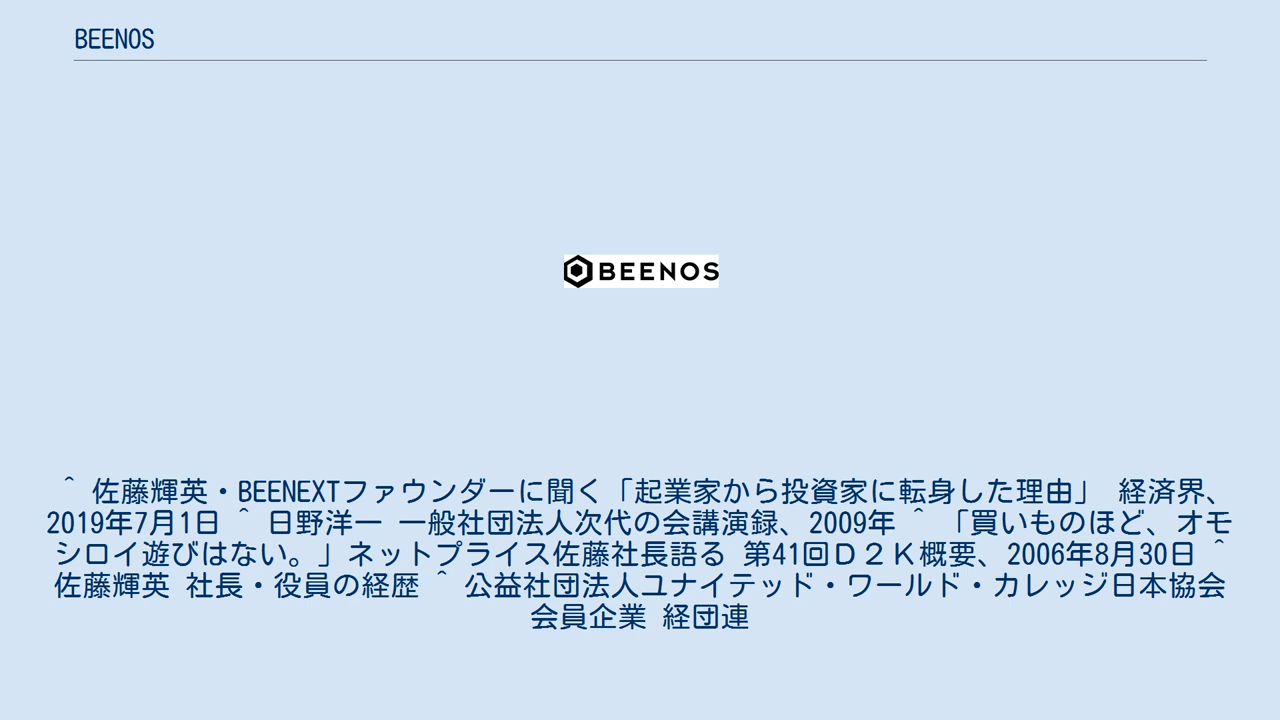 BEENOS
BEENOS
^ 佐藤輝英・BEENEXTファウンダーに聞く「起業家から投資家に転身した理由」 経済界、
2019年7月1日 ^ 日野洋一 一般社団法人次代の会講演録、2009年 ^ 「買いものほど、オモ
シロイ遊びはない。」ネットプライス佐藤社長語る 第41回Ｄ２Ｋ概要、2006年8月30日 ^
佐藤輝英 社長・役員の経歴 ^ 公益社団法人ユナイテッド・ワールド・カレッジ日本協会
会員企業 経団連